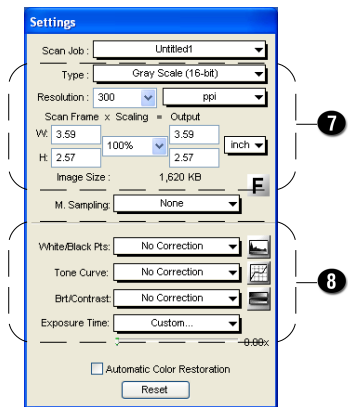 Settings
Scan Job : Untitled1
Type : Gray Scale (16-bit)
Resolution : 300 ppi
Scan Frame x Scaling = Output
W: 3.59 100% 3.59 inch
H: 2.57 2.57
Image Size : 1,620 KB
F
M. Sampling: None
7
White/Black Pts: No Correction
Tone Curve: No Correction
Brt/Contrast: No Correction
Exposure Time: Custom...
0.00x
8
Automatic Color Restoration
Reset